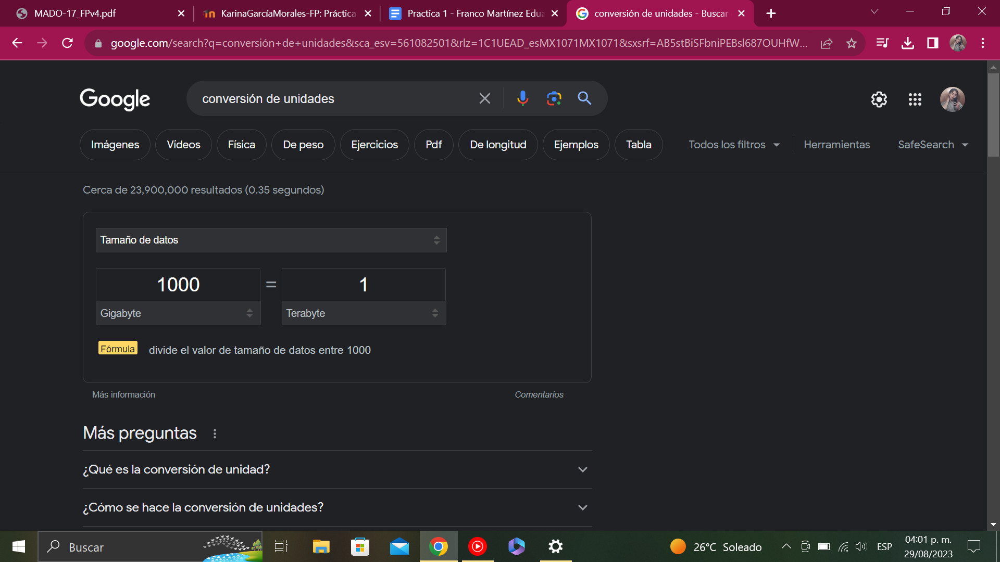 MADO-17_FPv4.pdf
KarinaGarcíaMorales-FP: Práctica
Practica 1 - Franco Martínez Edua
conversión de unidades - Buscar
google.com/search?q=conversión+de+unidades&sca_esv=561082501&rlz=1C1UEAD_esMX1071MX1071&sxsrf=AB5stBiSFbniPEBsl687OUHfW...
Google
conversión de unidades
Imágenes
Vídeos
Física
De peso
Ejercicios
Pdf
De longitud
Ejemplos
Tabla
Todos los filtros
Herramientas
SafeSearch
Cerca de 23,900,000 resultados (0.35 segundos)
Tamaño de datos
1000 = 1
Gigabyte
Terabyte
Fórmula divide el valor de tamaño de datos entre 1000
Más información
Comentarios
Más preguntas
¿Qué es la conversión de unidad?
¿Cómo se hace la conversión de unidades?
Buscar
26°C Soleado
ESP
04:01 p. m.
29/08/2023